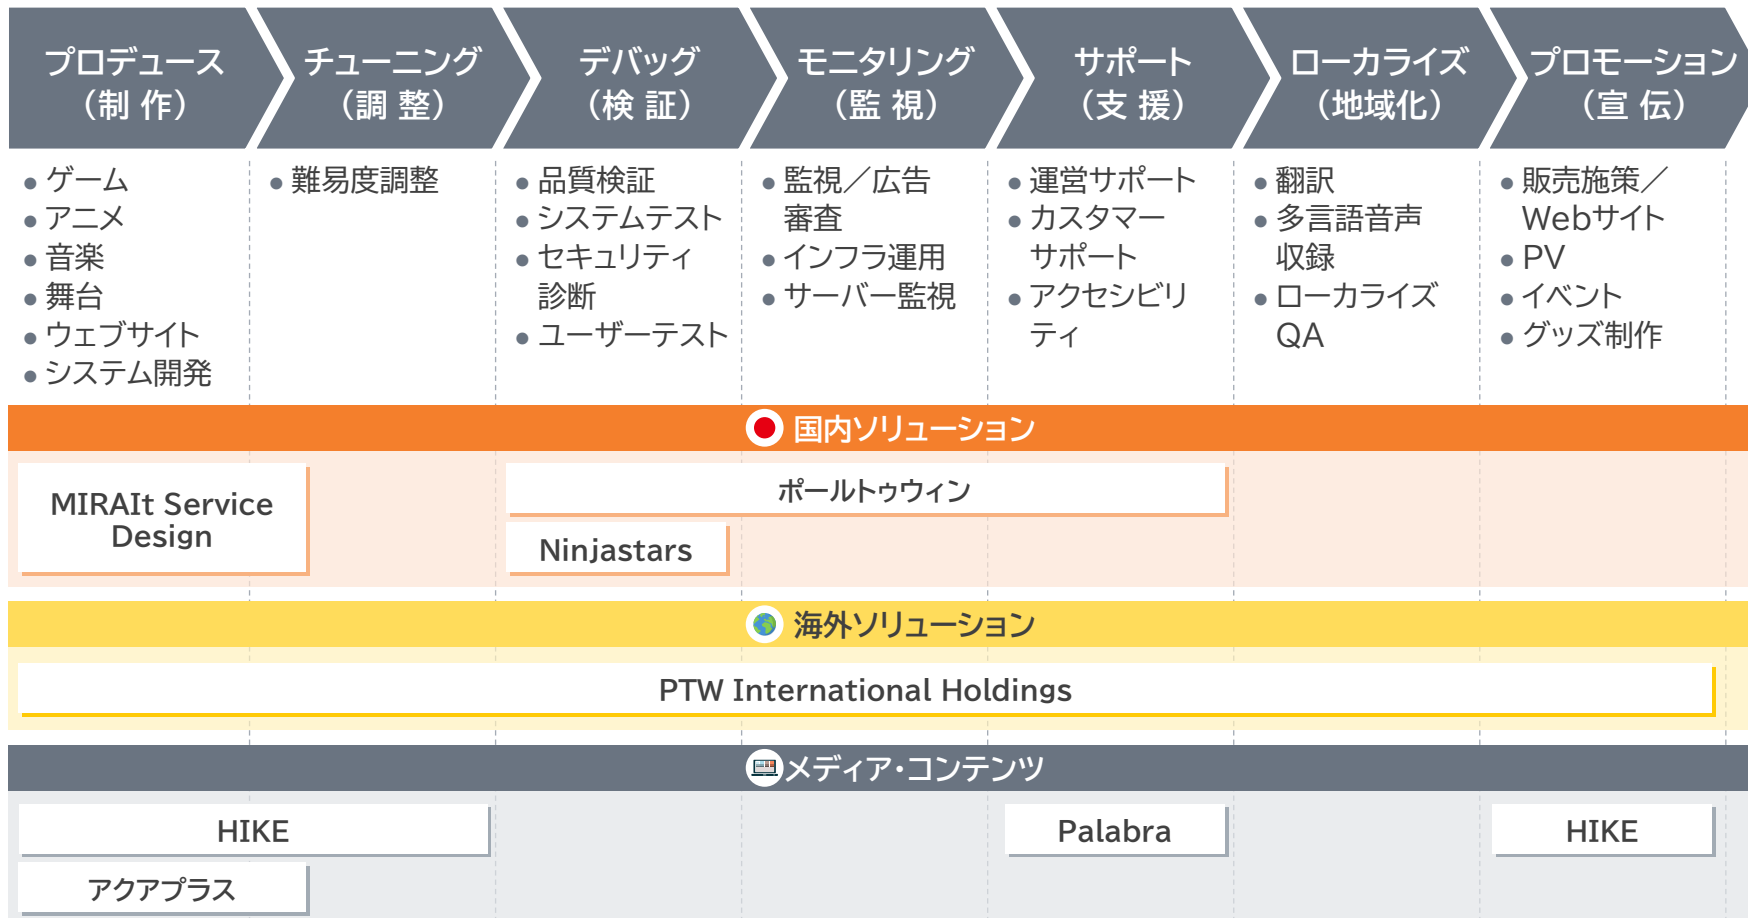 プロデュース
（制 作）
チューニング
（調 整）
デバッグ
（検 証）
モニタリング
（監 視）
サポート
（支 援）
ローカライズ
（地域化）
プロモーション
（宣 伝）
● ゲーム
● アニメ
● 音楽
● 舞台
● ウェブサイト
● システム開発
● 難易度調整
● 品質検証
● システムテスト
● セキュリティ
診断
● ユーザーテスト
● 監視／広告
審査
● インフラ運用
● サーバー監視
● 運営サポート
● カスタマー
サポート
● アクセシビリ
ティ
● 翻訳
● 多言語音声
収録
● ローカライズ
QA
● 販売施策／
Webサイト
● PV
● イベント
● グッズ制作
国内ソリューション
MIRAIt Service
Design
ポールトゥウィン
Ninjastars
海外ソリューション
PTW International Holdings
メディア・コンテンツ
HIKE
Palabra
HIKE
アクアプラス